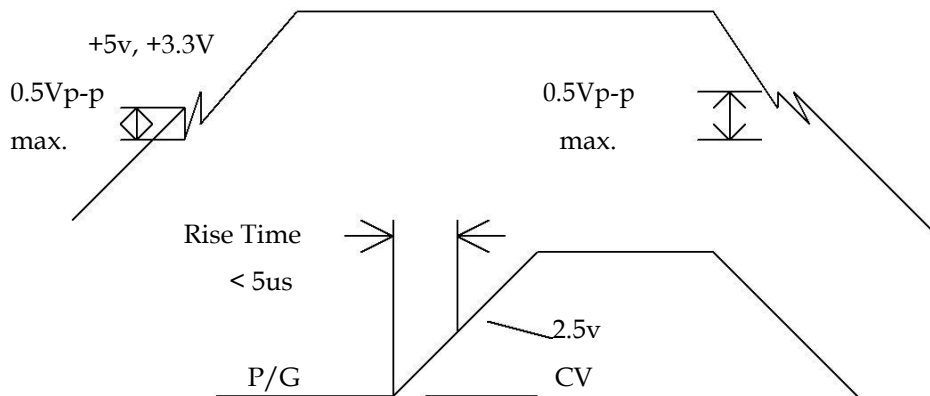 +5v, +3.3V
0.5Vp-p
max.
0.5Vp-p
max.
Rise Time
< 5us
2.5v
P/G
CV